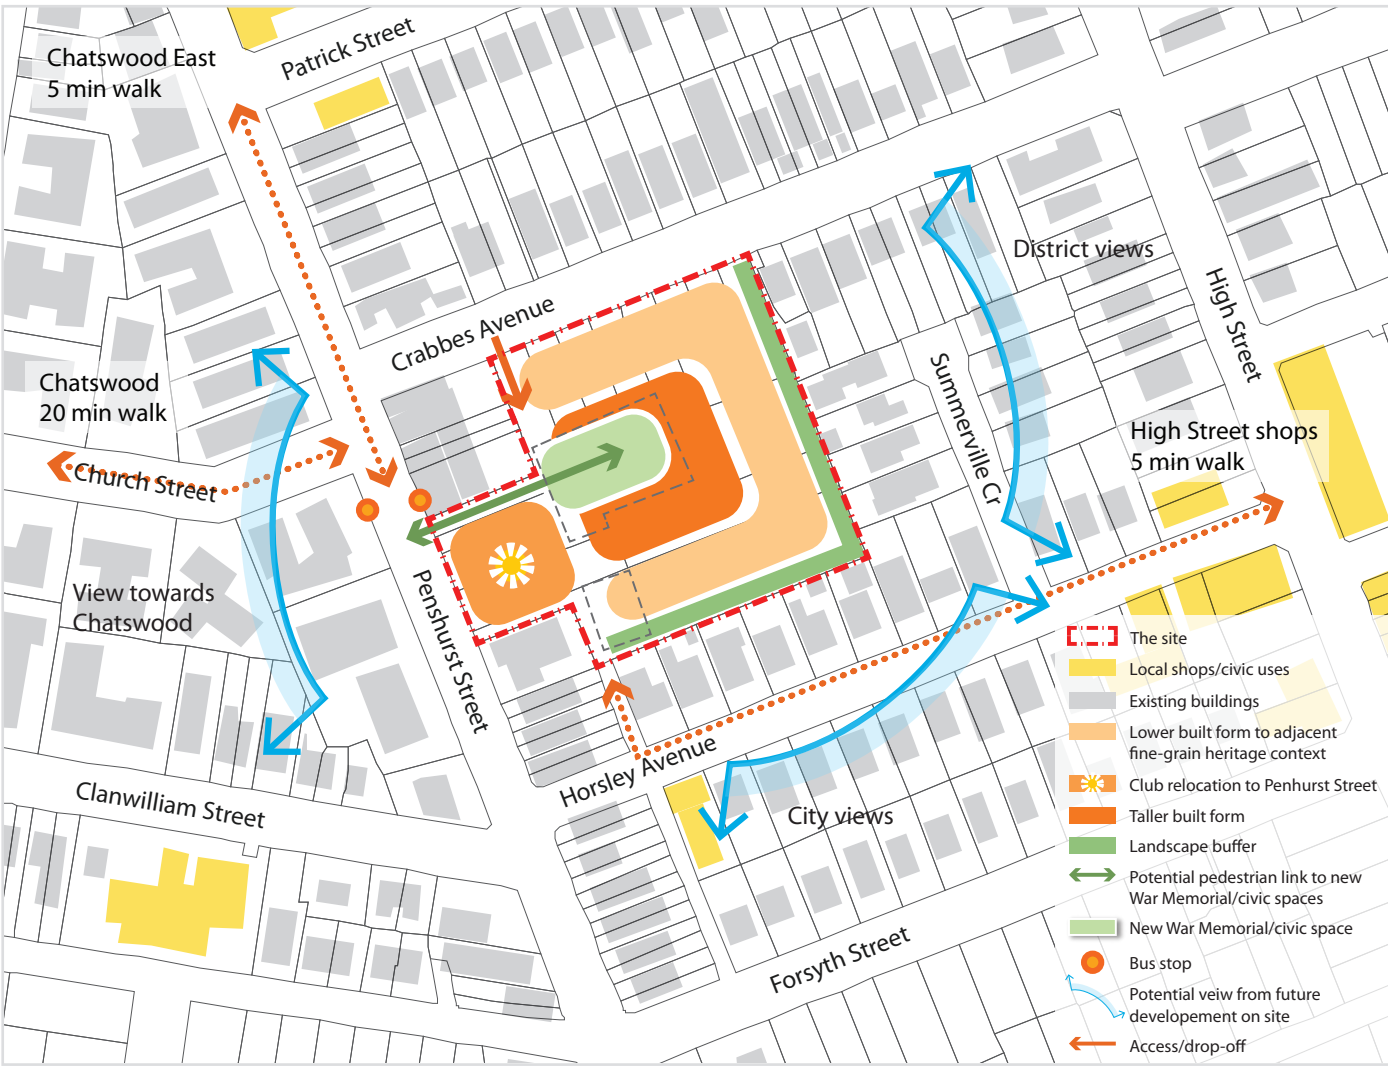 Chatswood East
5 min walk
Patrick Street
Crabbes Avenue
District views
High Street
Chatswood
20 min walk
Church Street
Summerville Cr
High Street shops
5 min walk
View towards
Chatswood
Penshurst Street
Horsley Avenue
Clanwilliam Street
City views
Forsyth Street
The site
Local shops/civic uses
Existing buildings
Lower built form to adjacent
fine-grain heritage context
Club relocation to Penhurst Street
Taller built form
Landscape buffer
Potential pedestrian link to new
War Memorial/civic spaces
New War Memorial/civic space
Bus stop
Potential veiw from future
developement on site
Access/drop-off